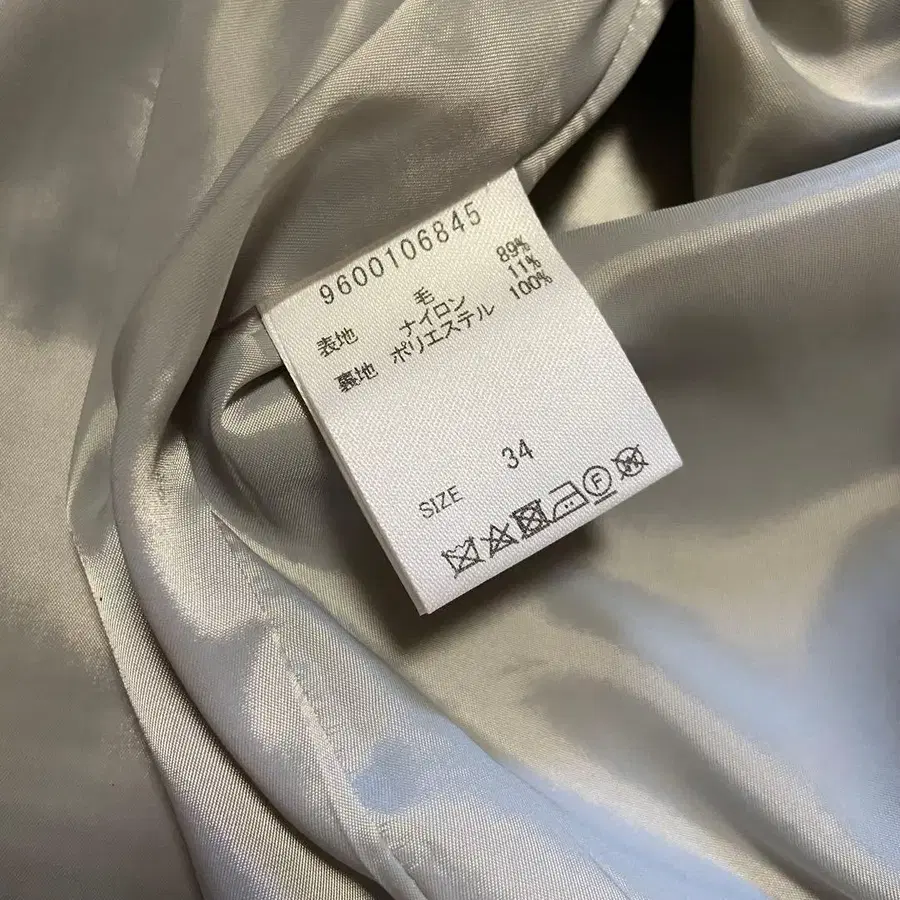 9600106845
表地 毛 89%
ナイロン 11%
裏地 ポリエステル 100%
SIZE 34
F W